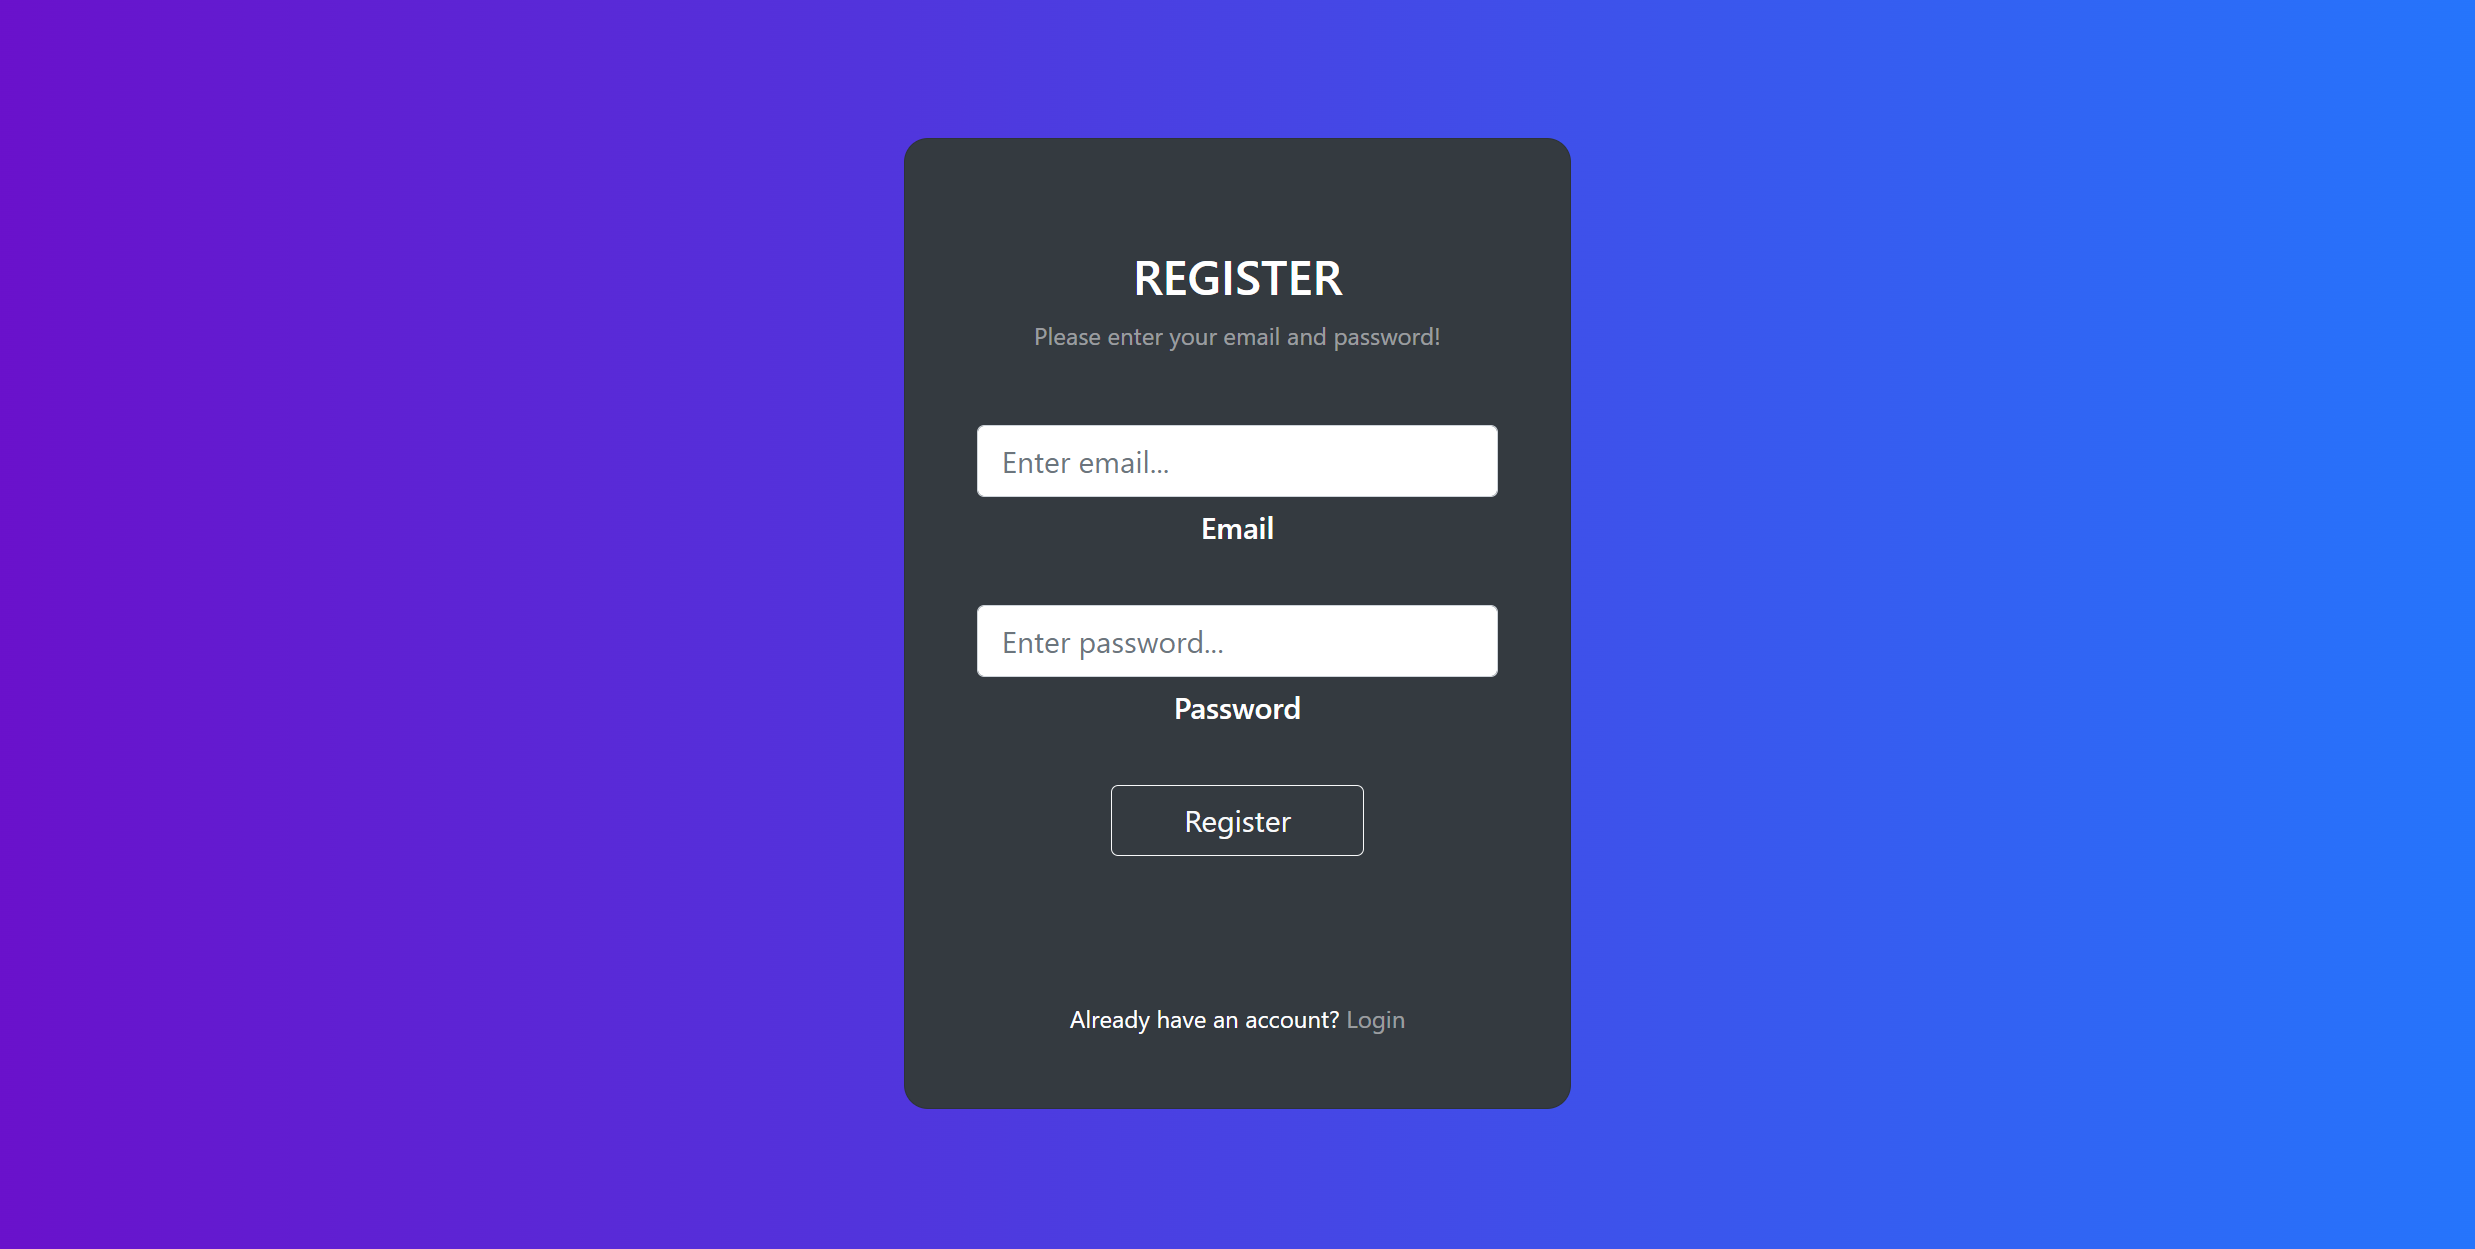 REGISTER
Please enter your email and password!
Enter email...
Email
Enter password...
Password
Register
Already have an account? Login